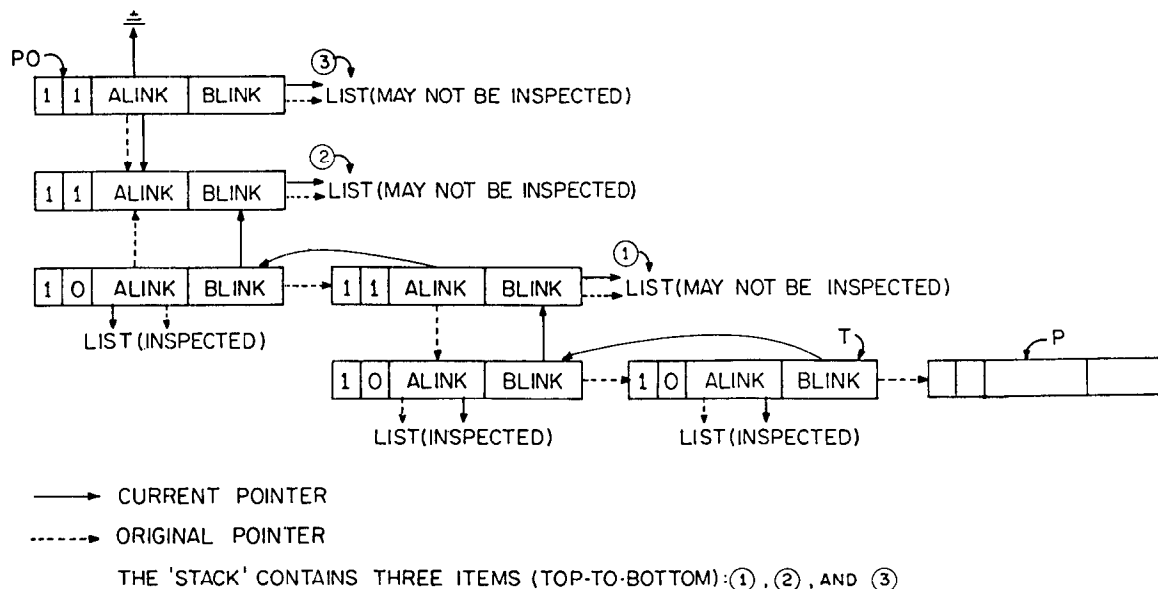 PO
③
1 1 ALINK BLINK LIST(MAY NOT BE INSPECTED)
②
1 1 ALINK BLINK LIST(MAY NOT BE INSPECTED)
①
1 0 ALINK BLINK 1 1 ALINK BLINK LIST(MAY NOT BE INSPECTED)
LIST(INSPECTED)
T P
1 0 ALINK BLINK 1 0 ALINK BLINK
LIST(INSPECTED) LIST(INSPECTED)
CURRENT POINTER
ORIGINAL POINTER
THE 'STACK' CONTAINS THREE ITEMS (TOP-TO-BOTTOM):①, ②, AND ③